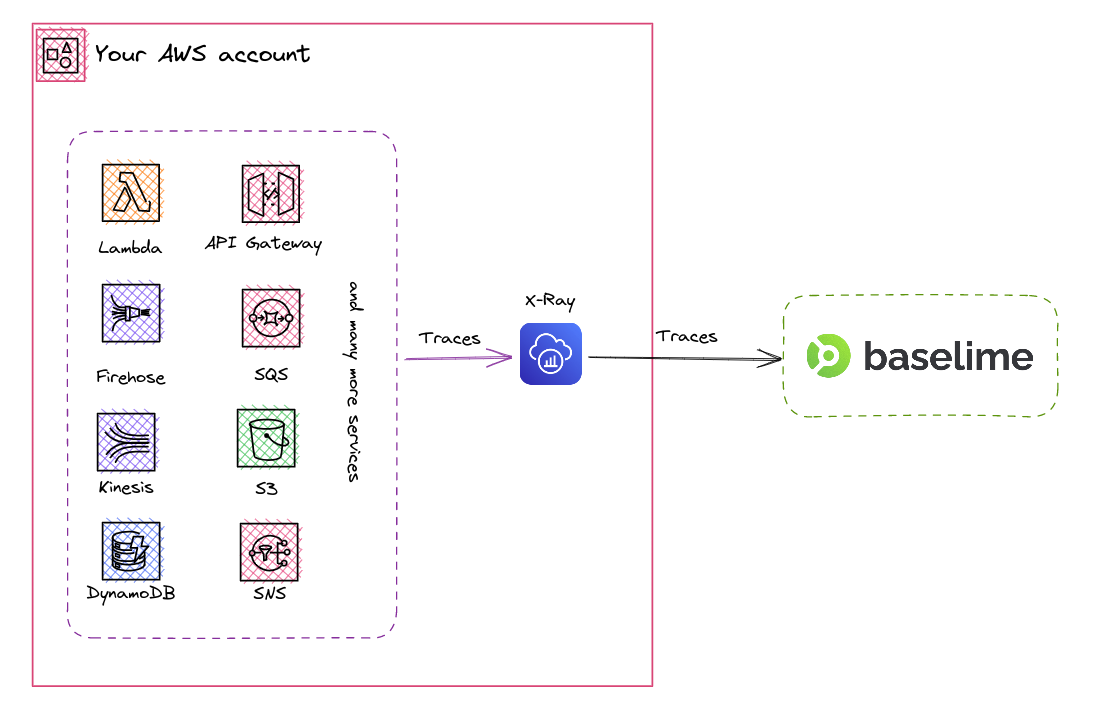 Your AWS account
Lambda
API Gateway
Firehose
SQS
Kinesis
S3
DynamoDB
SNS
and many more services
Traces
X-Ray
Traces
baselime